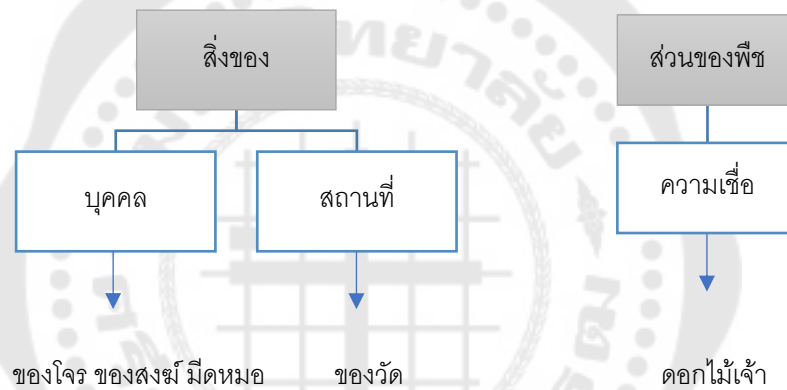 สิ่งของ
ส่วนของพืช
บุคคล
สถานที่
ความเชื่อ
ของโจร ของสงฆ์ มีดหมอ
ของวัด
ดอกไม้เจ้า